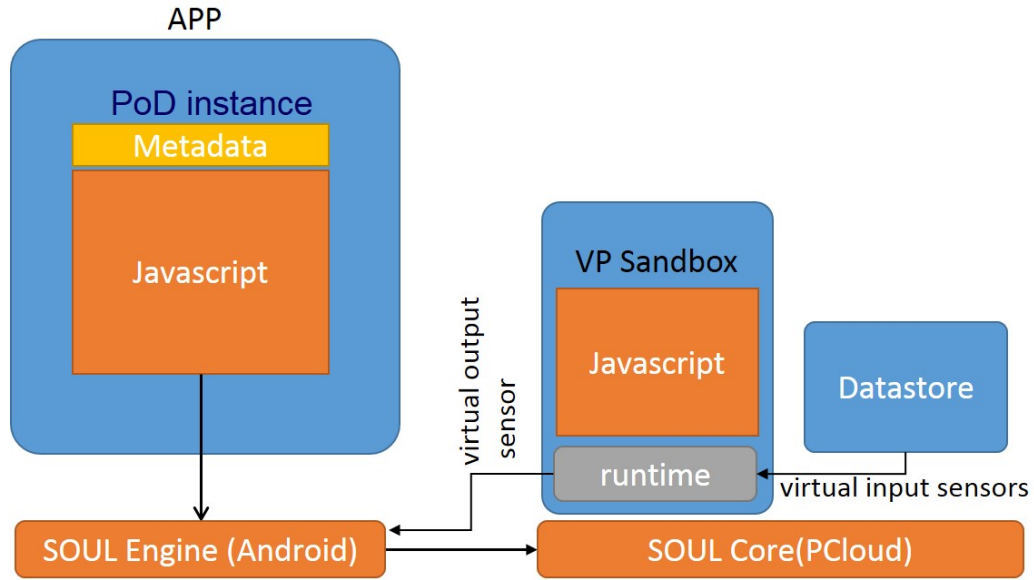 APP
PoD instance
Metadata
Javascript
VP Sandbox
Javascript
runtime
Datastore
virtual output
sensor
virtual input sensors
SOUL Engine (Android)
SOUL Core(PCloud)